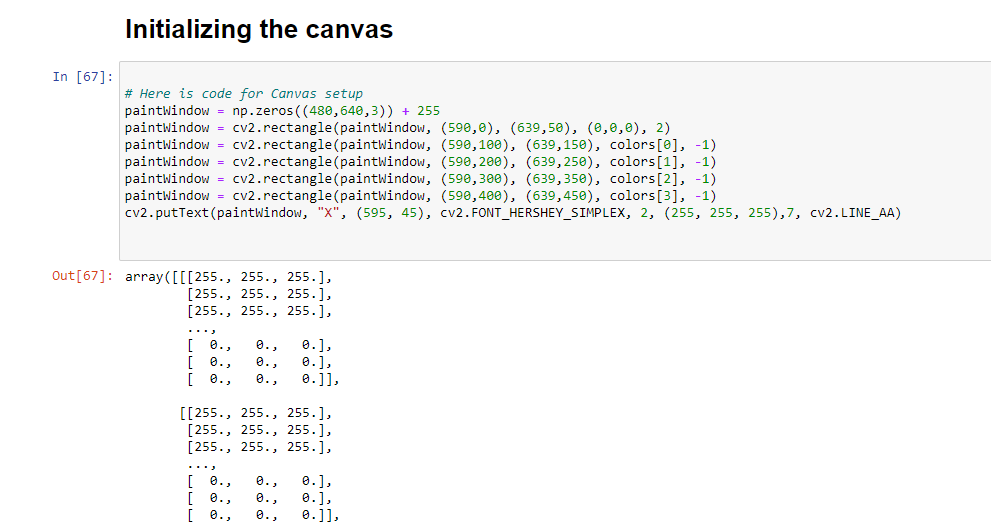 Initializing the canvas
In [67]:
# Here is code for Canvas setup
paintWindow = np.zeros((480,640,3)) + 255
paintWindow = cv2.rectangle(paintWindow, (590,0), (639,50), (0,0,0), 2)
paintWindow = cv2.rectangle(paintWindow, (590,100), (639,150), colors[0], -1)
paintWindow = cv2.rectangle(paintWindow, (590,200), (639,250), colors[1], -1)
paintWindow = cv2.rectangle(paintWindow, (590,300), (639,350), colors[2], -1)
paintWindow = cv2.rectangle(paintWindow, (590,400), (639,450), colors[3], -1)
cv2.putText(paintWindow, "X", (595, 45), cv2.FONT_HERSHEY_SIMPLEX, 2, (255, 255, 255),7, cv2.LINE_AA)
Out[67]: array([[[255., 255., 255.],
[255., 255., 255.],
[255., 255., 255.],
...,
[  0.,   0.,   0.],
[  0.,   0.,   0.],
[  0.,   0.,   0.]],
[[255., 255., 255.],
[255., 255., 255.],
[255., 255., 255.],
...,
[  0.,   0.,   0.],
[  0.,   0.,   0.],
[  0.,   0.,   0.]],